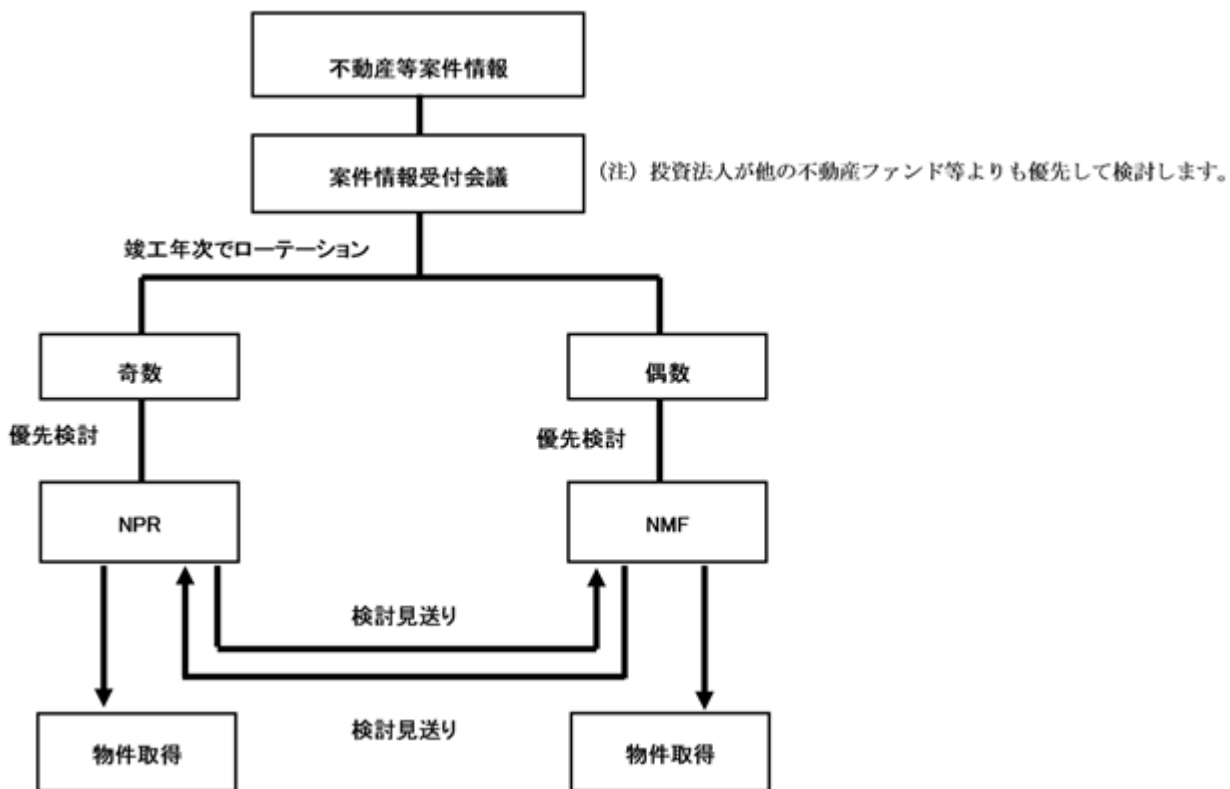 不動産等案件情報
案件情報受付会議
(注) 投資法人が他の不動産ファンド等よりも優先して検討します。
竣工年次でローテーション
奇数
偶数
優先検討
優先検討
NPR
NMF
検討見送り
検討見送り
物件取得
物件取得